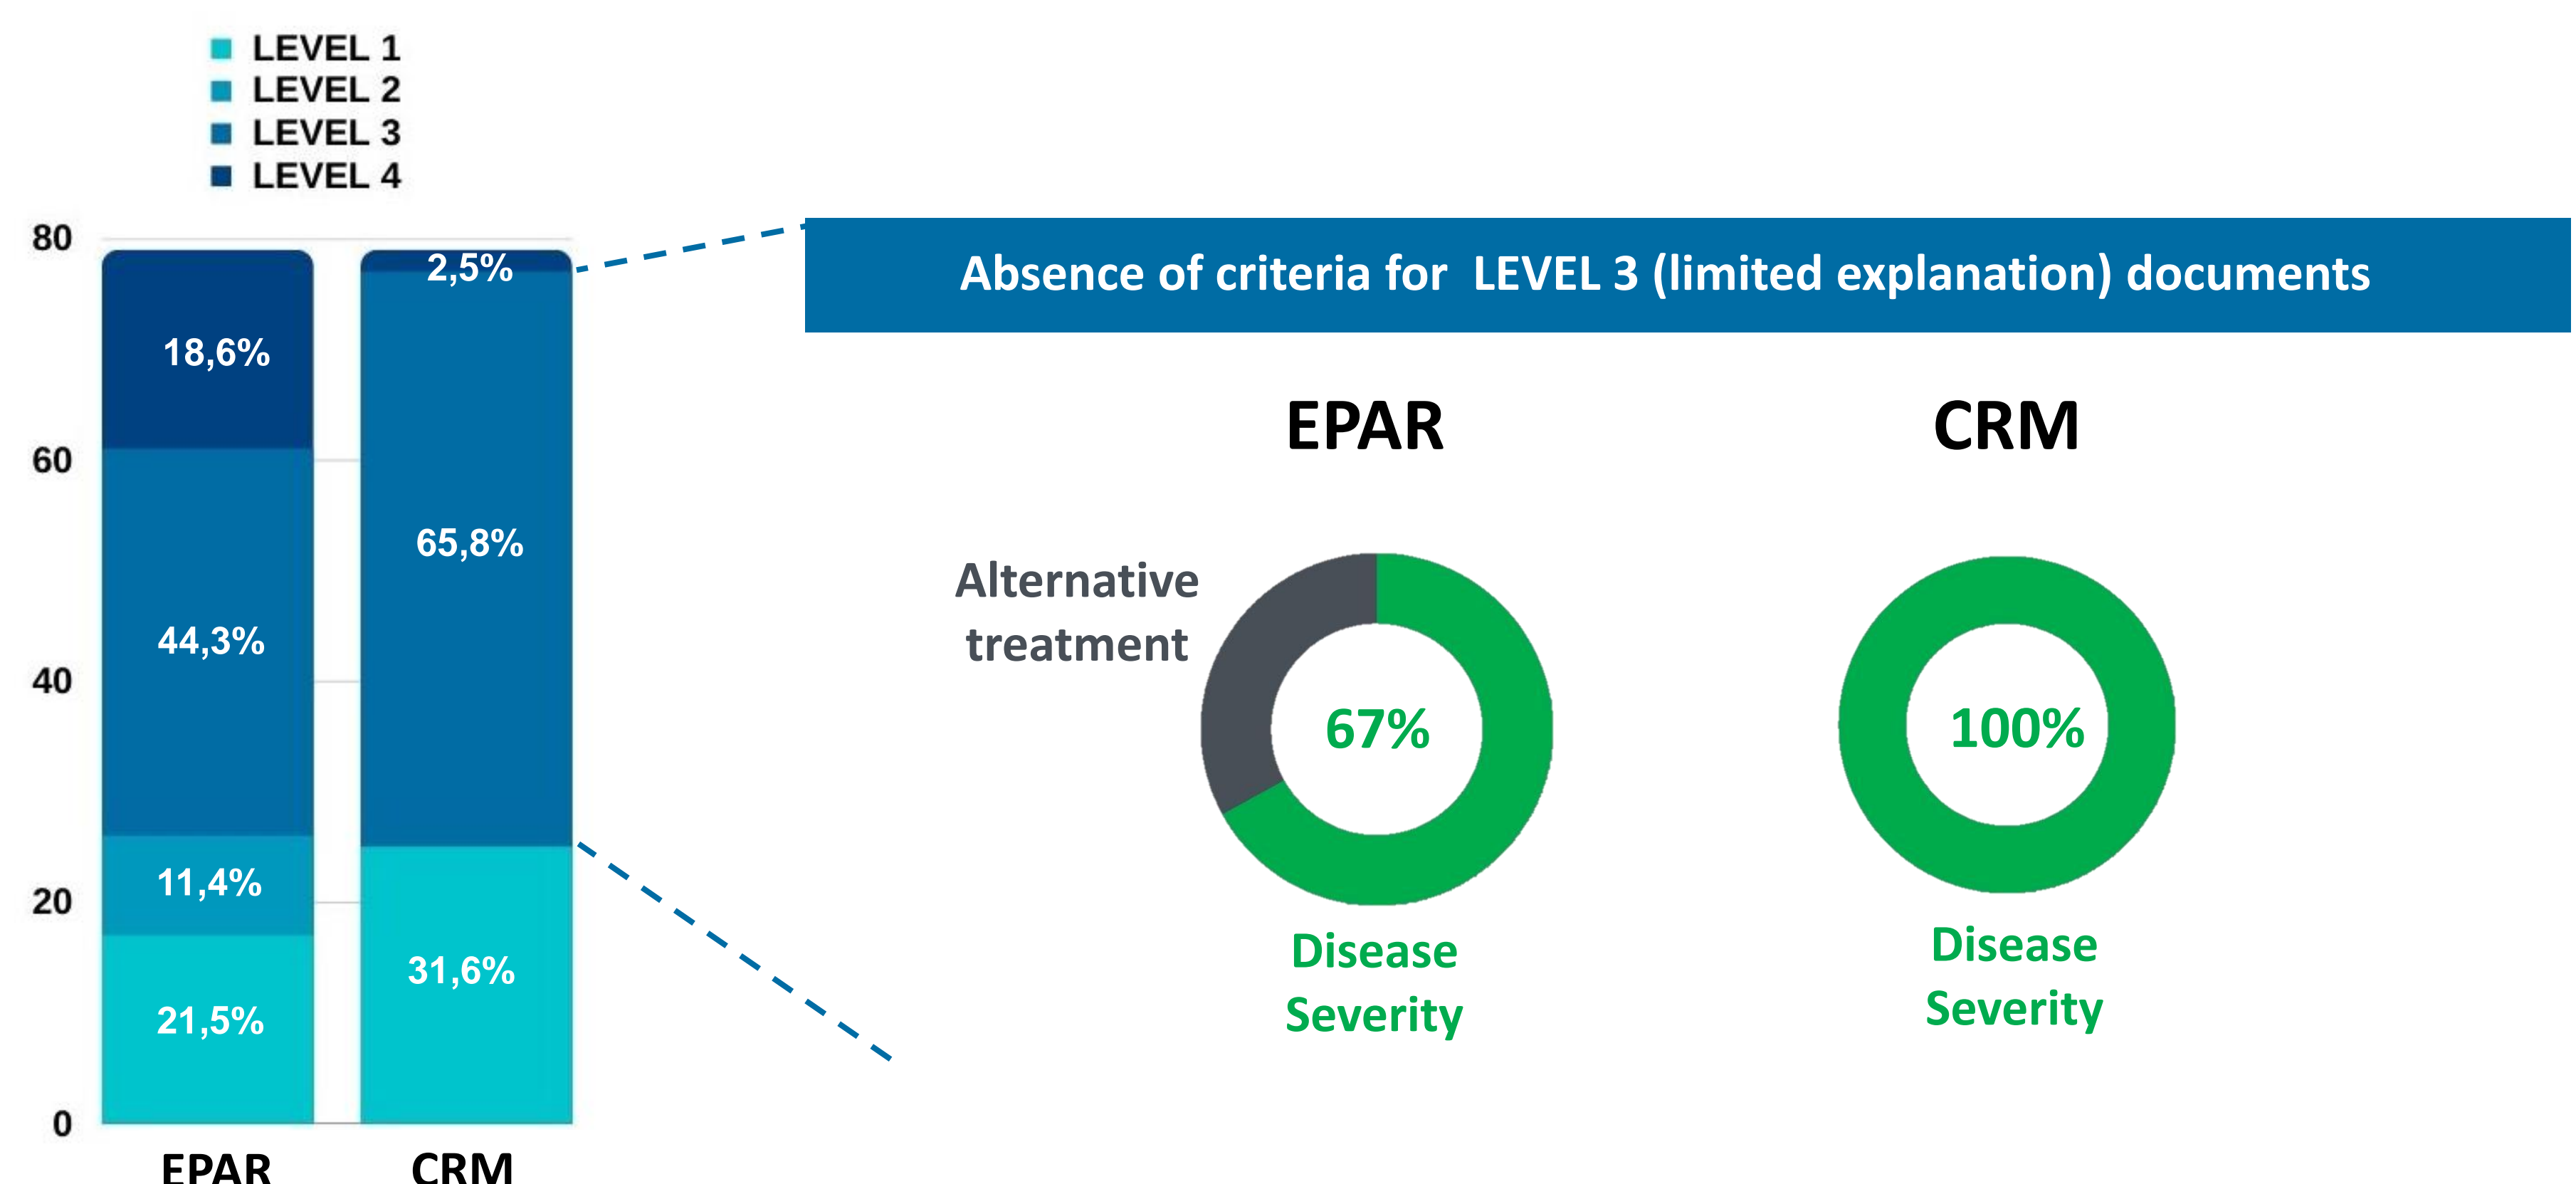 LEVEL 1
LEVEL 2
LEVEL 3
LEVEL 4
80
60
40
20
0
18,6%
44,3%
11,4%
21,5%
2,5%
65,8%
31,6%
EPAR
CRM
Absence of criteria for LEVEL 3 (limited explanation) documents
EPAR
Alternative
treatment
67%
Disease
Severity
CRM
100%
Disease
Severity